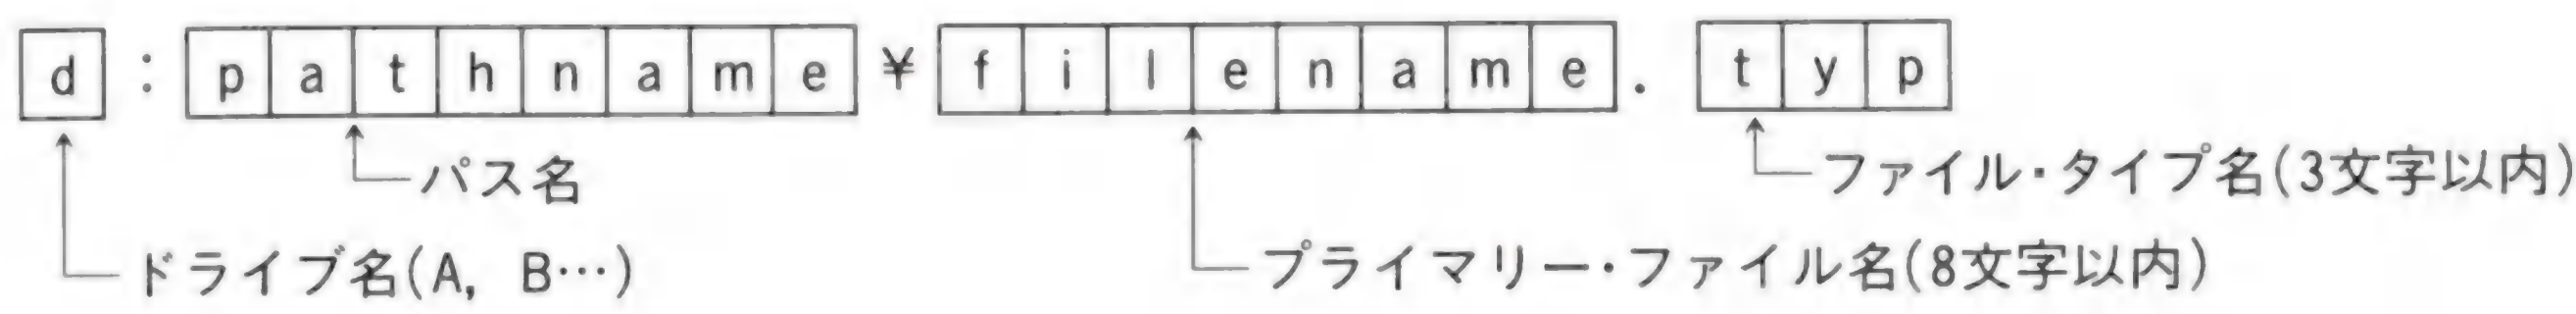 d : pathname ¥ filename . typ
パス名
ファイル・タイプ名(3文字以内)
ドライブ名(A, B…)
プライマリー・ファイル名(8文字以内)